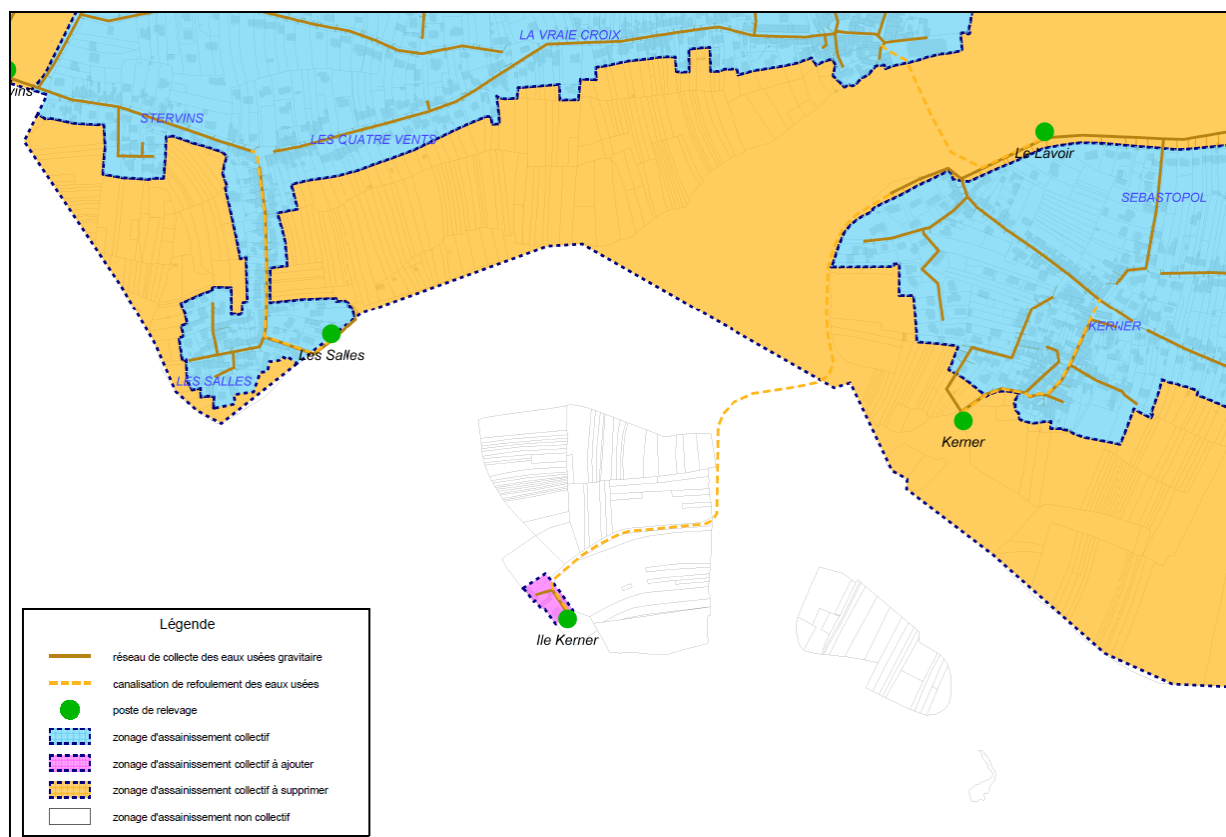 LA VRAIE CROIX
vins
STERVINS
LES QUATRE VENTS
Le Lavoir
SEBASTOPOL
KERNER
Les Salles
LES SALLES
Kerner
Ile Kerner
Légende
réseau de collecte des eaux usées gravitaire
canalisation de refoulement des eaux usées
poste de relevage
zonage d'assainissement collectif
zonage d'assainissement collectif à ajouter
zonage d'assainissement collectif à supprimer
zonage d'assainissement non collectif